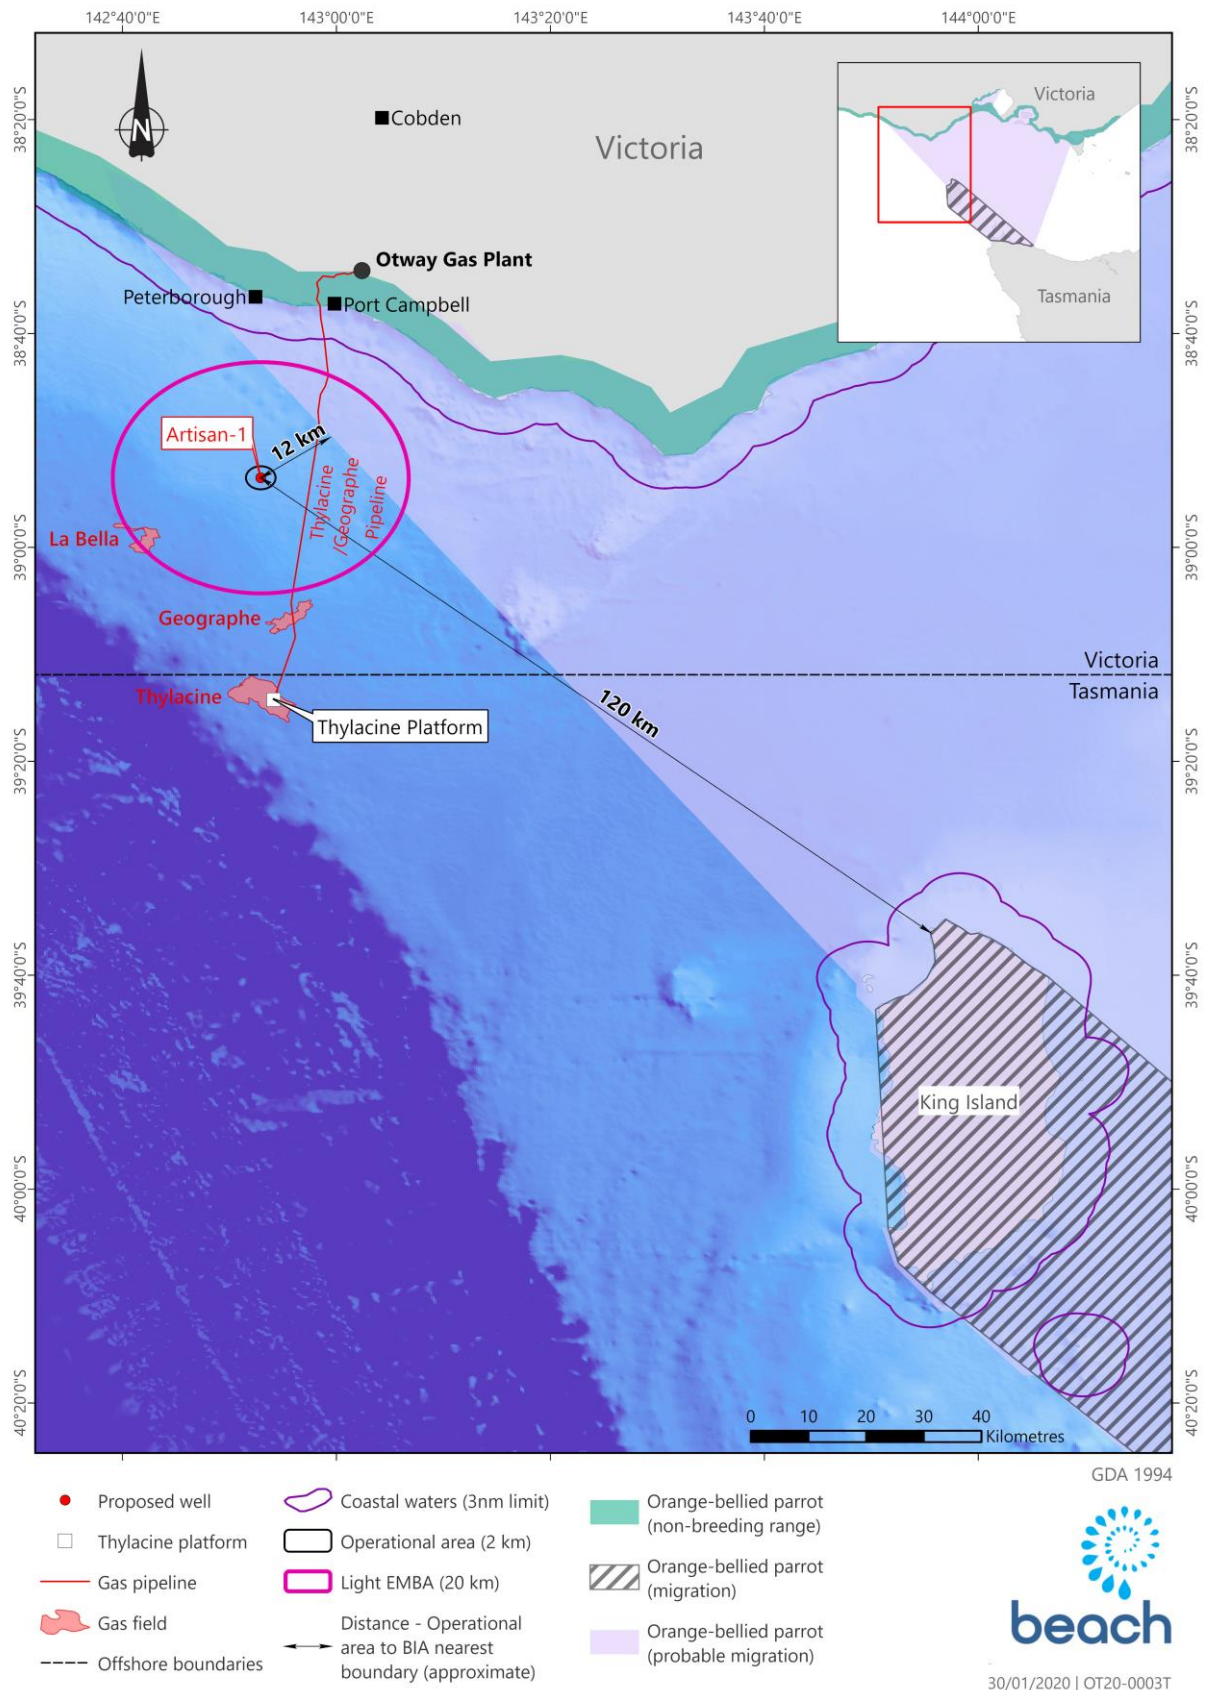 142°40'0"E
143°0'0"E
143°20'0"E
143°40'0"E
144°0'0"E
38°20'0"S
38°20'0"S
38°40'0"S
38°40'0"S
39°0'0"S
39°0'0"S
39°20'0"S
39°20'0"S
39°40'0"S
39°40'0"S
40°0'0"S
40°0'0"S
40°20'0"S
40°20'0"S
N
Cobden
Victoria
Victoria
Tasmania
Otway Gas Plant
Peterborough
Port Campbell
Artisan-1
12 km
Thylacine
/Geographe
Pipeline
La Bella
Geographe
Victoria
Tasmania
Thylacine
Thylacine Platform
120 km
King Island
0 10 20 30 40
Kilometres
GDA 1994
Proposed well
Thylacine platform
Gas pipeline
Gas field
Offshore boundaries
Coastal waters (3nm limit)
Operational area (2 km)
Light EMBA (20 km)
Distance - Operational
area to BIA nearest
boundary (approximate)
Orange-bellied parrot
(non-breeding range)
Orange-bellied parrot
(migration)
Orange-bellied parrot
(probable migration)
beach
30/01/2020 | OT20-0003T